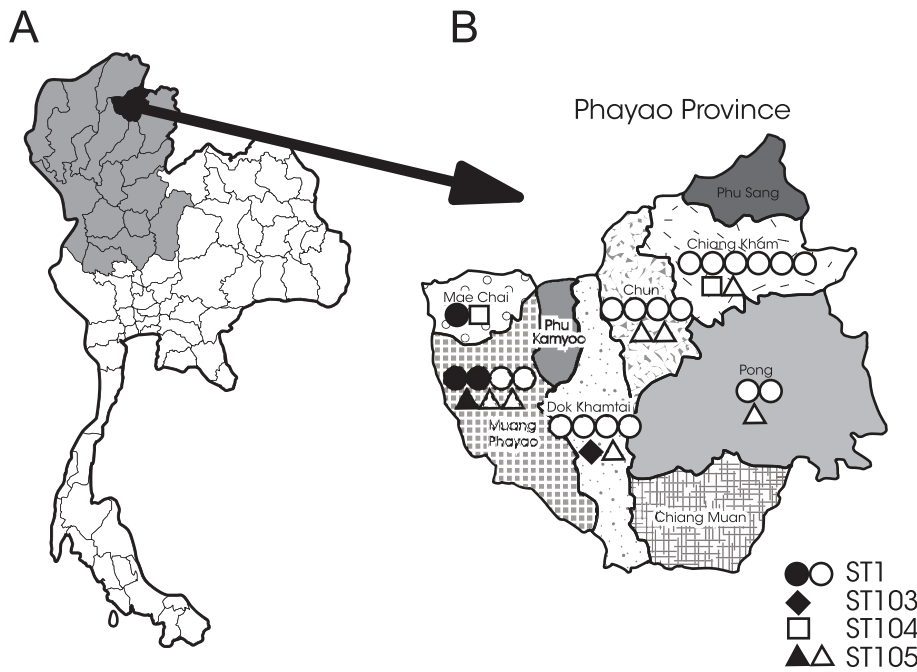 A
B
Phayao Province
Phu Sang
Chiang Kham
Mae Chai
Chun
Phu
Kamyao
Pong
Dok Khamtai
Muang
Phayao
Chiang Muan
ST1
ST103
ST104
ST105